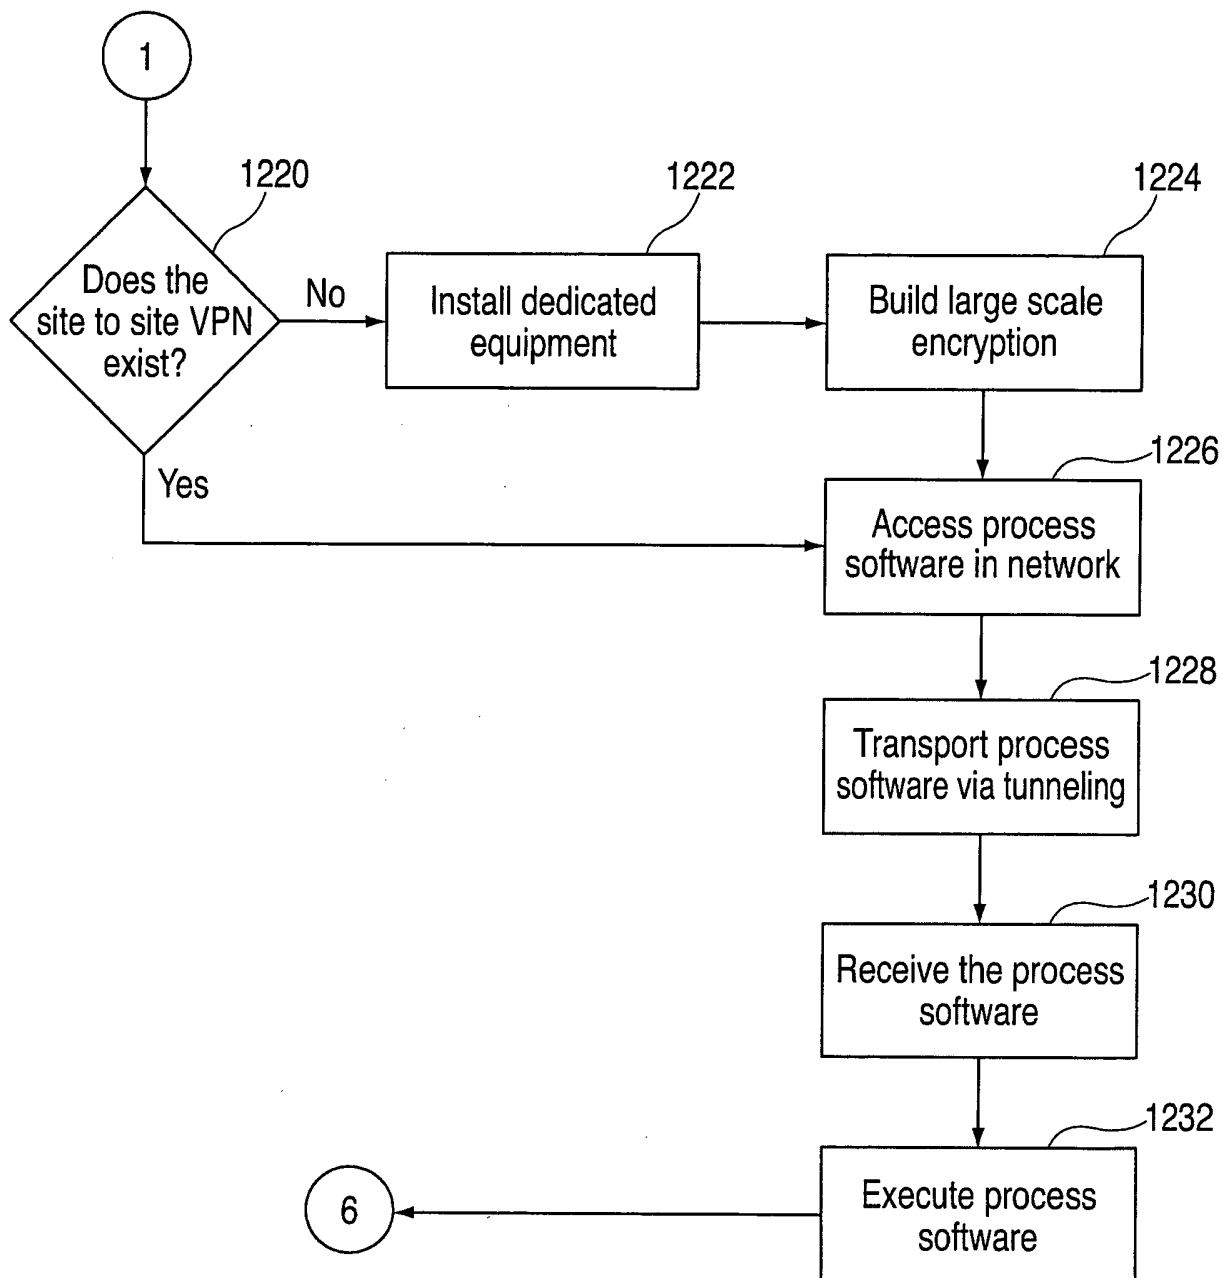 1
1220
1222
1224
Does the
site to site VPN
exist?
No
Install dedicated
equipment
Build large scale
encryption
Yes
1226
Access process
software in network
1228
Transport process
software via tunneling
1230
Receive the process
software
1232
Execute process
software
6